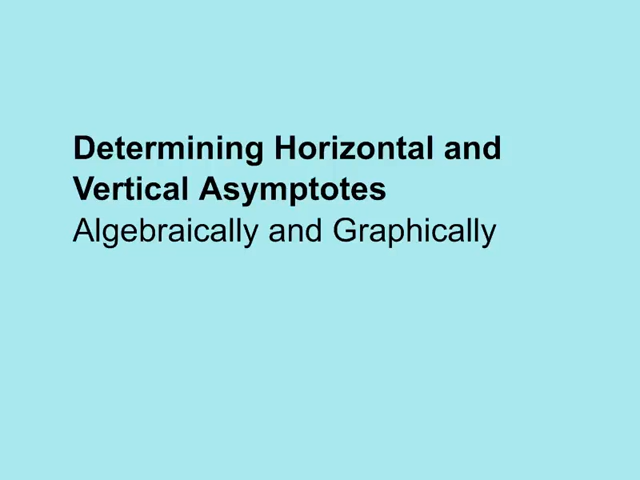 Determining Horizontal and
Vertical Asymptotes
Algebraically and Graphically